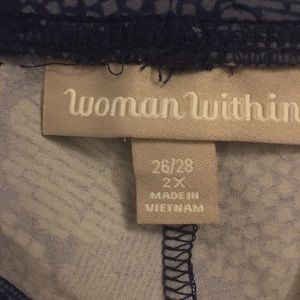 woman within
26/28
2X
MADE IN
VIETNAM